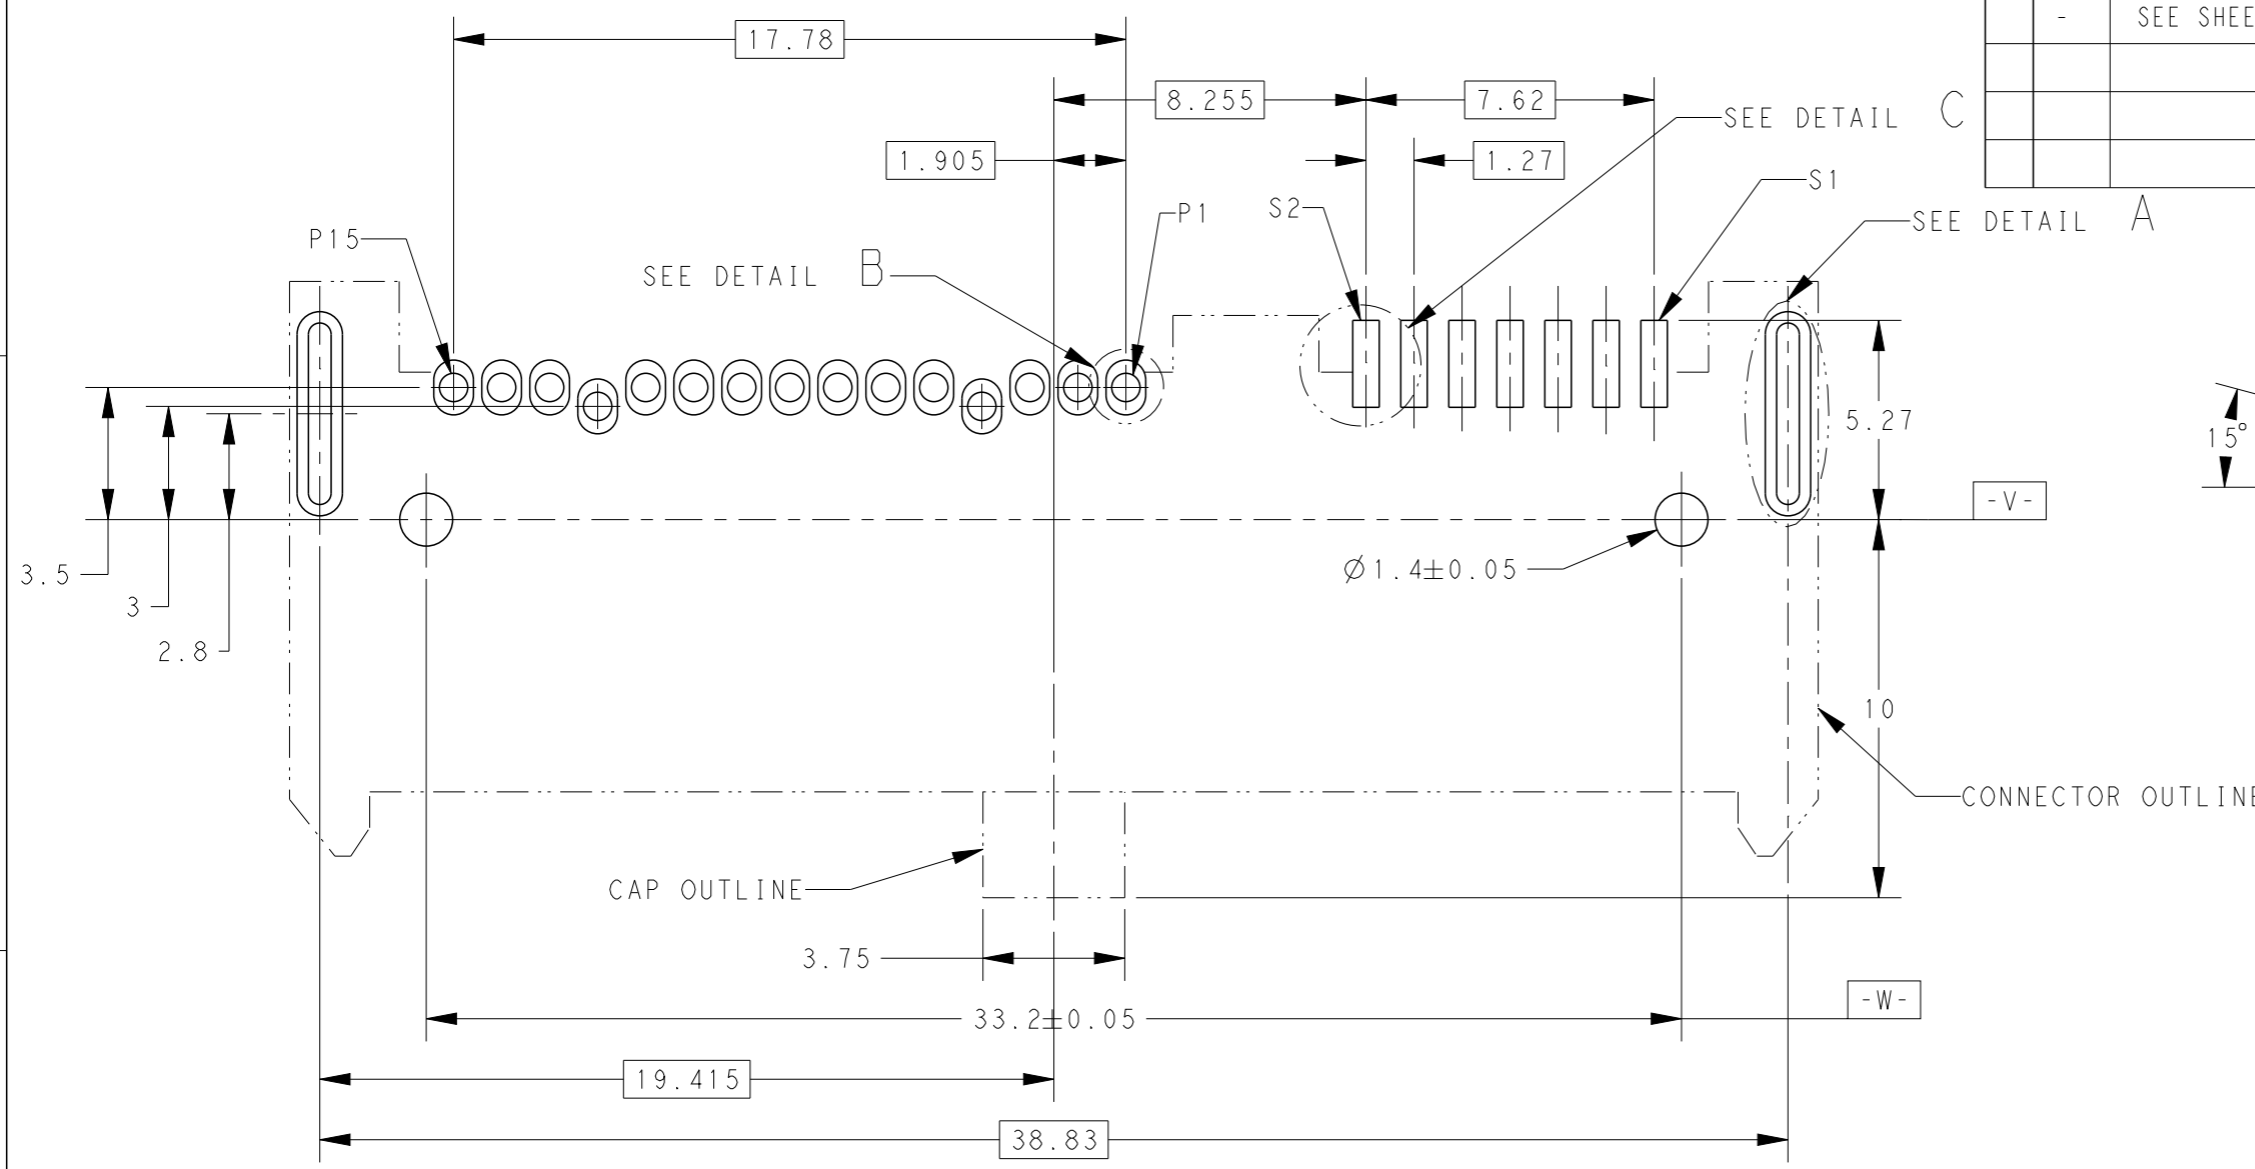 - SEE SHEE
17.78
8.255
7.62
SEE DETAIL C
1.905
1.27
S1
S2
P1
SEE DETAIL A
P15
SEE DETAIL B
5.27
15°
-V-
3.5
Ø1.4±0.05
3
2.8
10
CONNECTOR OUTLINE
CAP OUTLINE
3.75
-W-
33.2±0.05
19.415
38.83